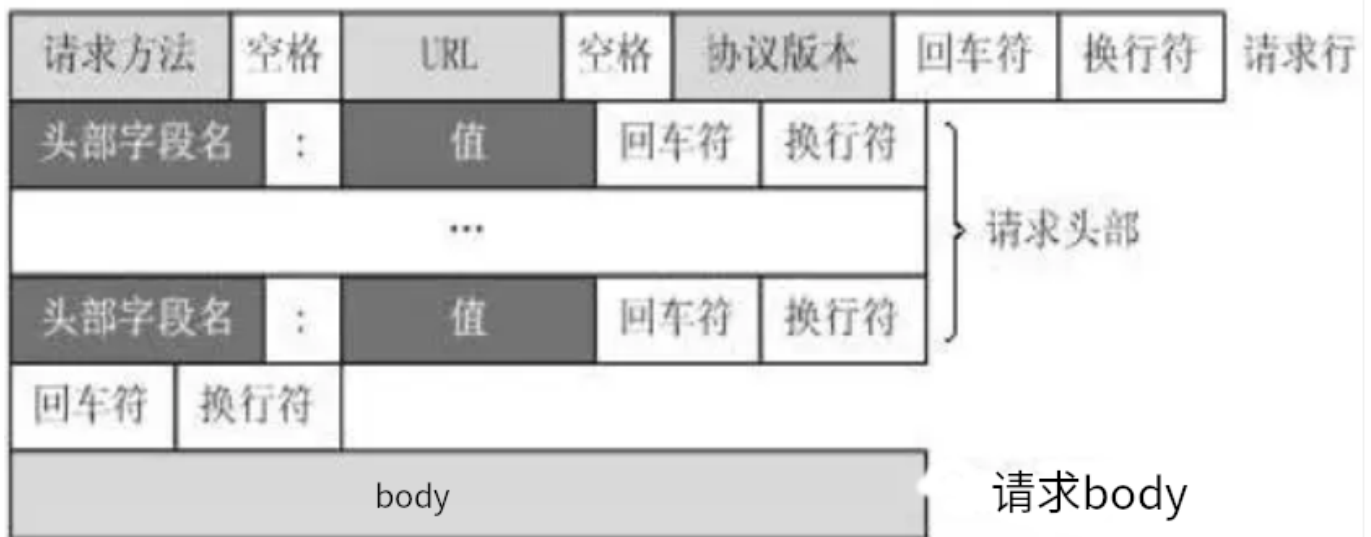 请求方法 空格 URL 空格 协议版本 回车符 换行符 请求行
头部字段名 : 值 回车符 换行符
... 请求头部
头部字段名 : 值 回车符 换行符
回车符 换行符
body 请求body